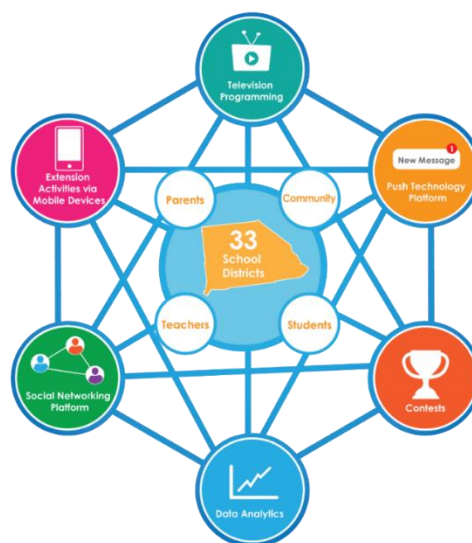 Television
Programming
Extension
Activities via
Mobile Devices
1
New Message
Push Technology
Platform
Parents
Community
33
School
Districts
Teachers
Students
Social Networking
Platform
Contests
Data Analytics